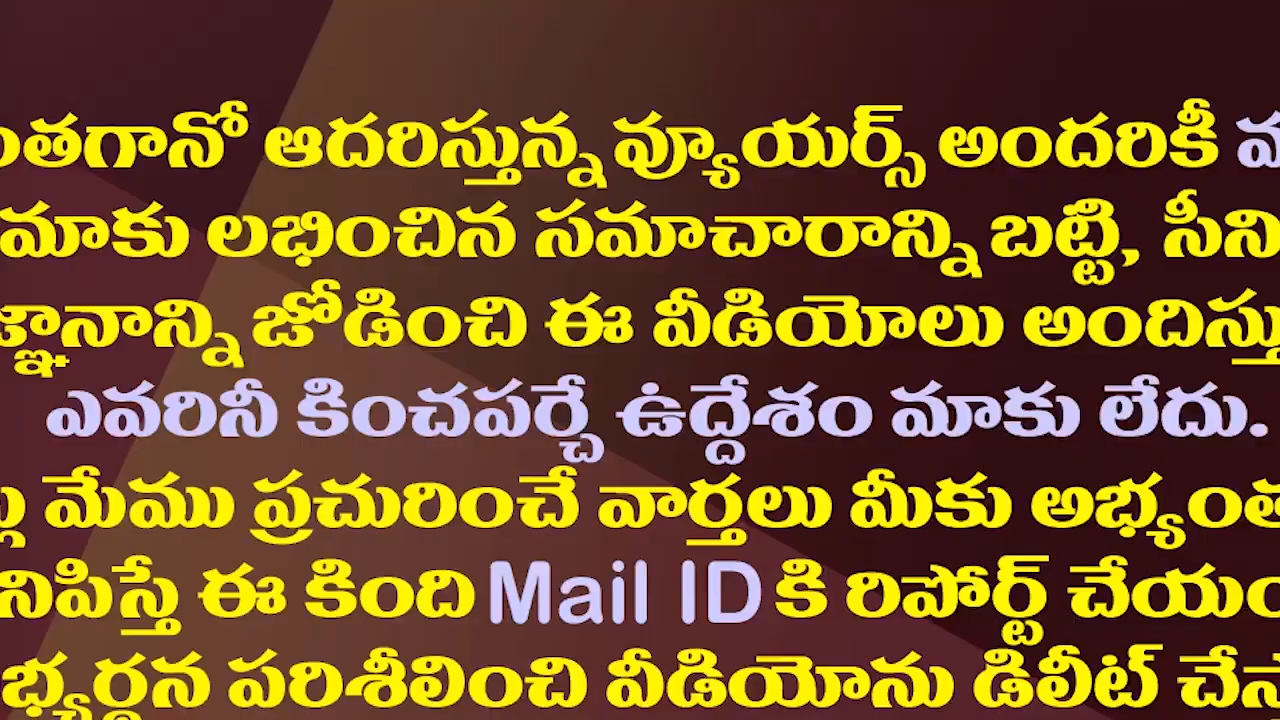 ంతగానో ఆదరిస్తున్న వ్యూయర్స్ అందరికీ
మాకు లభించిన సమాచారాన్ని బట్టి, సీని
జ్ఞానాన్ని జోడించి ఈ వీడియోలు అందిస్తు
ఎవరినీ కించపర్చే ఉద్దేశం మాకు లేదు.
మేము ప్రచురించే వార్తలు మీకు అభ్యంత
నిపిస్తే ఈ కింది Mail ID కి రిపోర్ట్ చేయం
భ్యర్థన పరిశీలించి వీడియోను డిలీట్ చేస